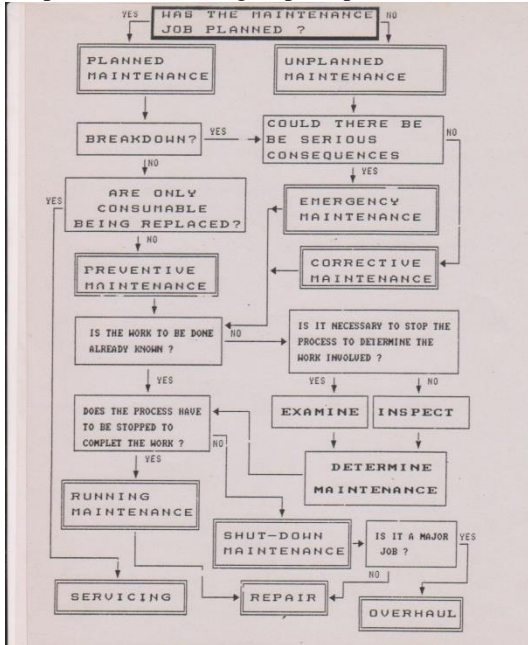 WAS THE MAINTENANCE
JOB PLANNED ?
YES
NO
PLANNED
MAINTENANCE
UNPLANNED
MAINTENANCE
BREAKDOWN?
YES
COULD THERE BE
BE SERIOUS
CONSEQUENCES
NO
NO
YES
YES
ARE ONLY
CONSUMABLE
BEING REPLACED?
EMERGENCY
MAINTENANCE
NO
PREVENTIVE
MAINTENANCE
CORRECTIVE
MAINTENANCE
IS THE WORK TO BE DONE
ALREADY KNOWN ?
NO
IS IT NECESSARY TO STOP THE
PROCESS TO DETERMINE THE
WORK INVOLVED ?
YES
YES
NO
DOES THE PROCESS HAVE
TO BE STOPPED TO
COMPLET THE WORK ?
EXAMINE
INSPECT
NO
YES
DETERMINE
MAINTENANCE
RUNNING
MAINTENANCE
SHUT-DOWN
MAINTENANCE
IS IT A MAJOR
JOB ?
YES
NO
SERVICING
REPAIR
OVERHAUL